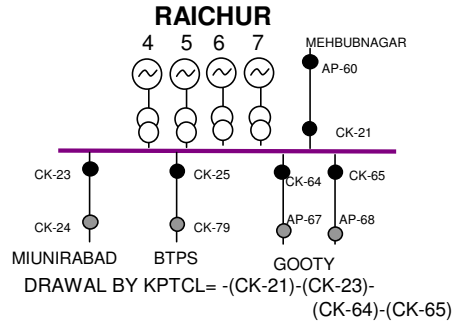 RAICHUR
4 5 6 7
MEHBUBNAGAR
AP-60
CK-21
CK-23
CK-25
CK-64
CK-65
CK-24
CK-79
AP-67
AP-68
MIUNIRABAD
BTPS
GOOTY
DRAWAL BY KPTCL= -(CK-21)-(CK-23)-
(CK-64)-(CK-65)